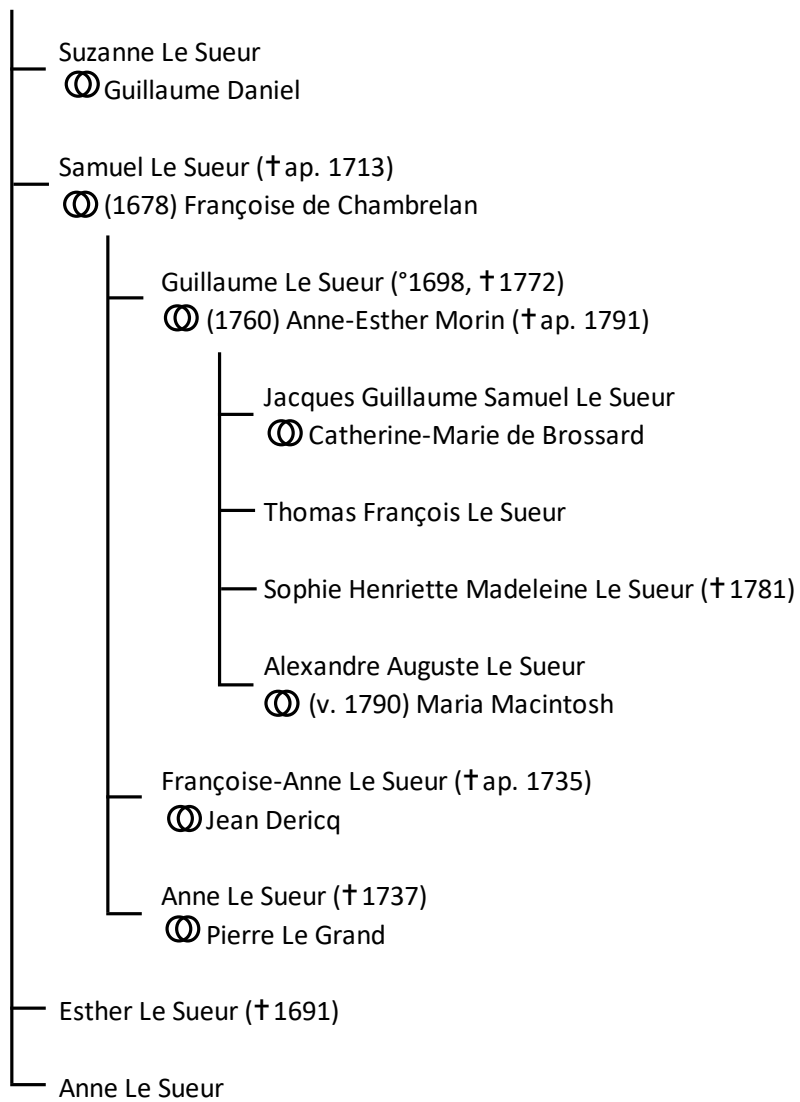 Suzanne Le Sueur
Guillaume Daniel
Samuel Le Sueur (†ap. 1713)
(1678) Françoise de Chambrelan
Guillaume Le Sueur (°1698, †1772)
(1760) Anne-Esther Morin (†ap. 1791)
Jacques Guillaume Samuel Le Sueur
Catherine-Marie de Brossard
Thomas François Le Sueur
Sophie Henriette Madeleine Le Sueur (†1781)
Alexandre Auguste Le Sueur
(v. 1790) Maria Macintosh
Françoise-Anne Le Sueur (†ap. 1735)
Jean Dericq
Anne Le Sueur (†1737)
Pierre Le Grand
Esther Le Sueur (†1691)
Anne Le Sueur